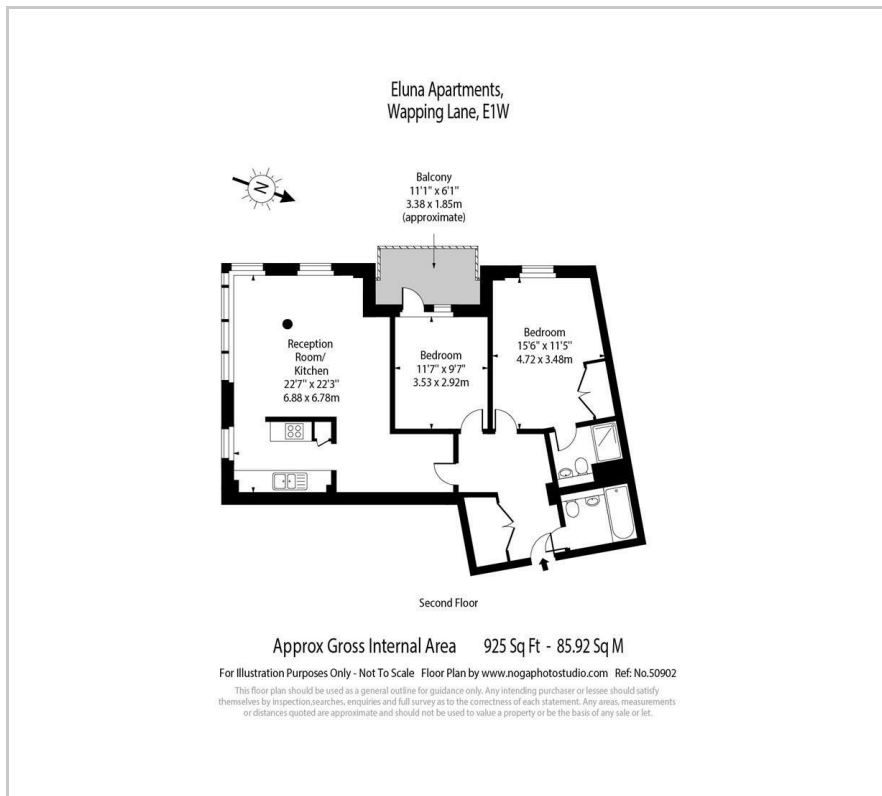 Eluna Apartments,
Wapping Lane, E1W
N
Balcony
11'1" x 6'1"
3.38 x 1.85m
(approximate)
Reception
Room/
Kitchen
22'7" x 22'3"
6.88 x 6.78m
Bedroom
11'7" x 9'7"
3.53 x 2.92m
Bedroom
15'6" x 11'5"
4.72 x 3.48m
Second Floor
Approx Gross Internal Area 925 Sq Ft - 85.92 Sq M
For Illustration Purposes Only - Not To Scale Floor Plan by www.nogaphotostudio.com Ref: No.50902
This floor plan should be used as a general outline for guidance only. Any intending purchaser or lessee should satisfy
themselves by inspection,searches, enquiries and full survey as to the correctness of each statement. Any areas, measurements
or distances quoted are approximate and should not be used to value a property or be the basis of any sale or let.